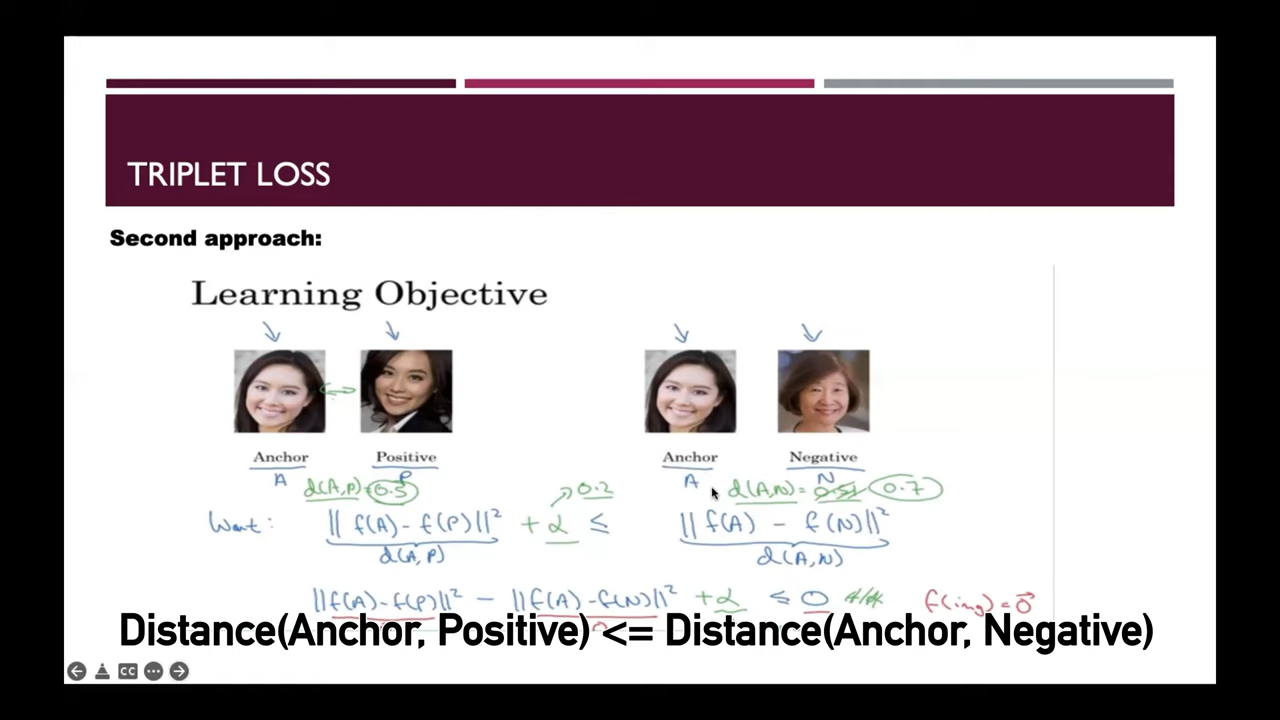 TRIPLET LOSS
Second approach:
Learning Objective
Anchor Positive Anchor Negative
A P A N
d(A,P) = 0.5 0.2 d(A,N) = 0.51 0.7
Want: || f(A) - f(P) ||² + α ≤ || f(A) - f(N) ||²
d(A,P) d(A,N)
|| f(A) - f(P) ||² - || f(A) - f(N) ||² + α ≤ 0 f(img) = 0⃗
Distance(Anchor, Positive) <= Distance(Anchor, Negative)
CC